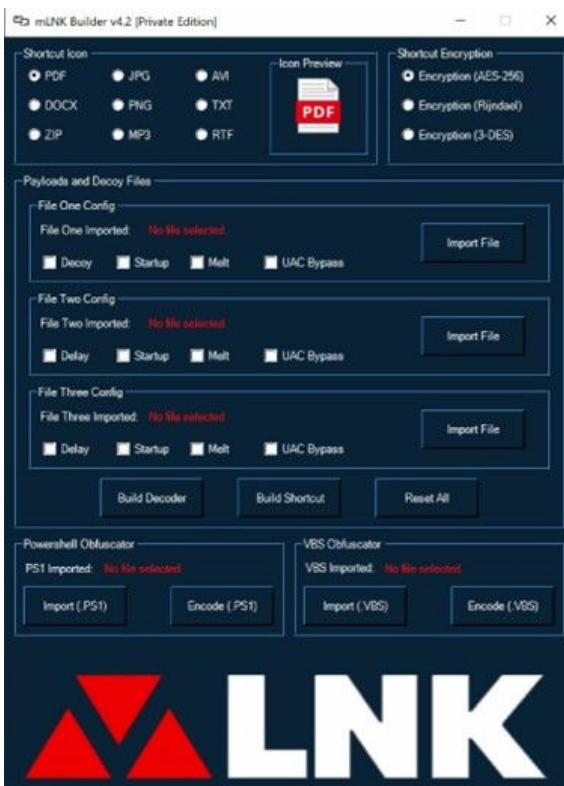 mLNK Builder v4.2 [Private Edition]
Shortcut Icon
PDF JPG AVI
DOCX PNG TXT
ZIP MP3 RTF
Icon Preview
PDF
Shortcut Encryption
Encryption (AES-256)
Encryption (Rijndael)
Encryption (3-DES)
Payloads and Decoy Files
File One Config
File One Imported: No file selected.
Decoy Startup Melt UAC Bypass
Import File
File Two Config
File Two Imported: No file selected.
Delay Startup Melt UAC Bypass
Import File
File Three Config
File Three Imported: No file selected.
Delay Startup Melt UAC Bypass
Import File
Build Decoder Build Shortcut Reset All
Powershell Obfuscator
PS1 Imported: No file selected.
Import (.PS1) Encode (.PS1)
VBS Obfuscator
VBS Imported: No file selected.
Import (.VBS) Encode (.VBS)
LNK